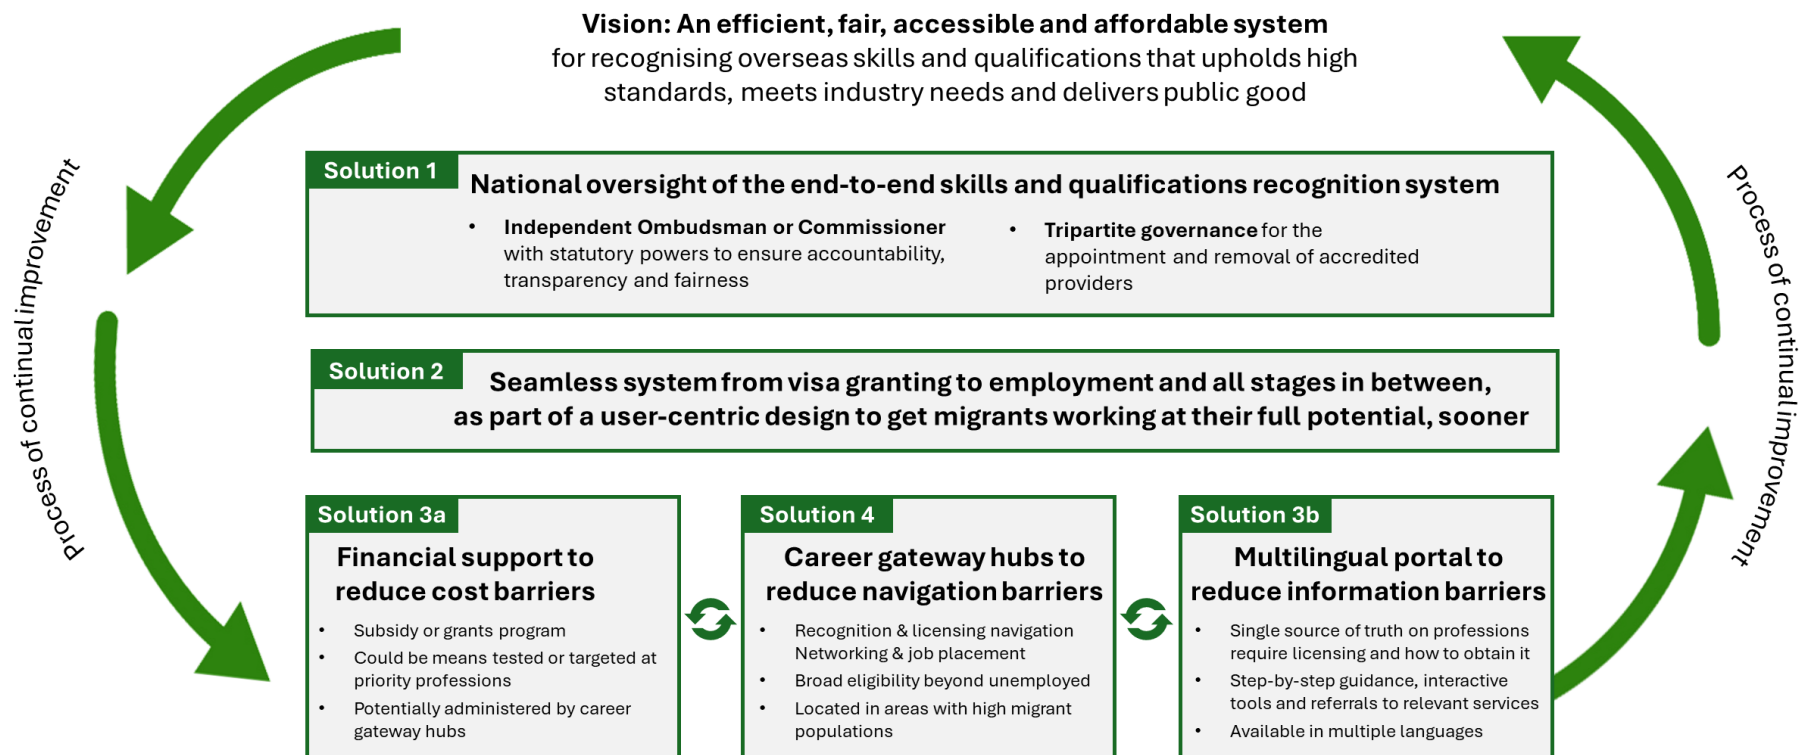 Vision: An efficient, fair, accessible and affordable system
for recognising overseas skills and qualifications that upholds high
standards, meets industry needs and delivers public good
Process of continual improvement
Process of continual improvement
Solution 1
National oversight of the end-to-end skills and qualifications recognition system
• Independent Ombudsman or Commissioner
with statutory powers to ensure accountability,
transparency and fairness
• Tripartite governance for the
appointment and removal of accredited
providers
Solution 2
Seamless system from visa granting to employment and all stages in between,
as part of a user-centric design to get migrants working at their full potential, sooner
Solution 3a
Financial support to
reduce cost barriers
• Subsidy or grants program
• Could be means tested or targeted at
priority professions
• Potentially administered by career
gateway hubs
Solution 4
Career gateway hubs to
reduce navigation barriers
• Recognition & licensing navigation
Networking & job placement
• Broad eligibility beyond unemployed
• Located in areas with high migrant
populations
Solution 3b
Multilingual portal to
reduce information barriers
• Single source of truth on professions
require licensing and how to obtain it
• Step-by-step guidance, interactive
tools and referrals to relevant services
• Available in multiple languages